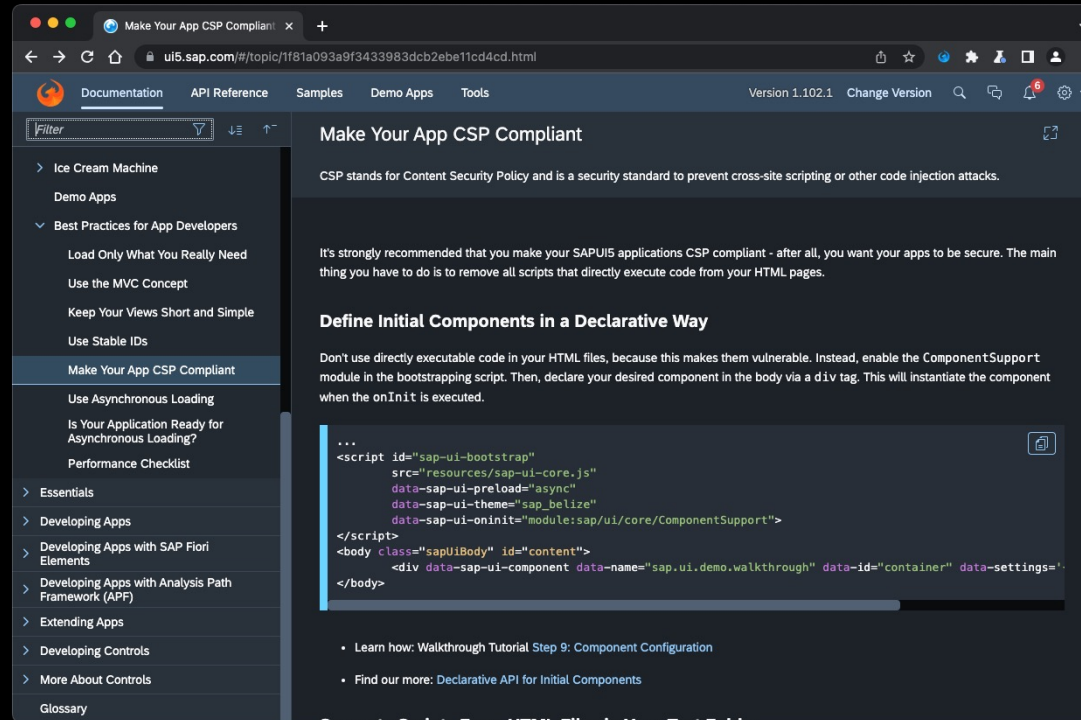 Make Your App CSP Compliant
ui5.sap.com/#/topic/1f81a093a9f3433983dcb2ebe11cd4cd.html
Documentation API Reference Samples Demo Apps Tools Version 1.102.1 Change Version 6
Filter
Ice Cream Machine
Demo Apps
Best Practices for App Developers
Load Only What You Really Need
Use the MVC Concept
Keep Your Views Short and Simple
Use Stable IDs
Make Your App CSP Compliant
Use Asynchronous Loading
Is Your Application Ready for
Asynchronous Loading?
Performance Checklist
Essentials
Developing Apps
Developing Apps with SAP Fiori
Elements
Developing Apps with Analysis Path
Framework (APF)
Extending Apps
Developing Controls
More About Controls
Glossary
Make Your App CSP Compliant
CSP stands for Content Security Policy and is a security standard to prevent cross-site scripting or other code injection attacks.
It's strongly recommended that you make your SAPUI5 applications CSP compliant - after all, you want your apps to be secure. The main
thing you have to do is to remove all scripts that directly execute code from your HTML pages.
Define Initial Components in a Declarative Way
Don't use directly executable code in your HTML files, because this makes them vulnerable. Instead, enable the ComponentSupport
module in the bootstrapping script. Then, declare your desired component in the body via a div tag. This will instantiate the component
when the onInit is executed.
...
<script id="sap-ui-bootstrap"
src="resources/sap-ui-core.js"
data-sap-ui-preload="async"
data-sap-ui-theme="sap_belize"
data-sap-ui-oninit="module:sap/ui/core/ComponentSupport">
</script>
<body class="sapUiBody" id="content">
<div data-sap-ui-component data-name="sap.ui.demo.walkthrough" data-id="container" data-settings='
</body>
• Learn how: Walkthrough Tutorial Step 9: Component Configuration
• Find our more: Declarative API for Initial Components